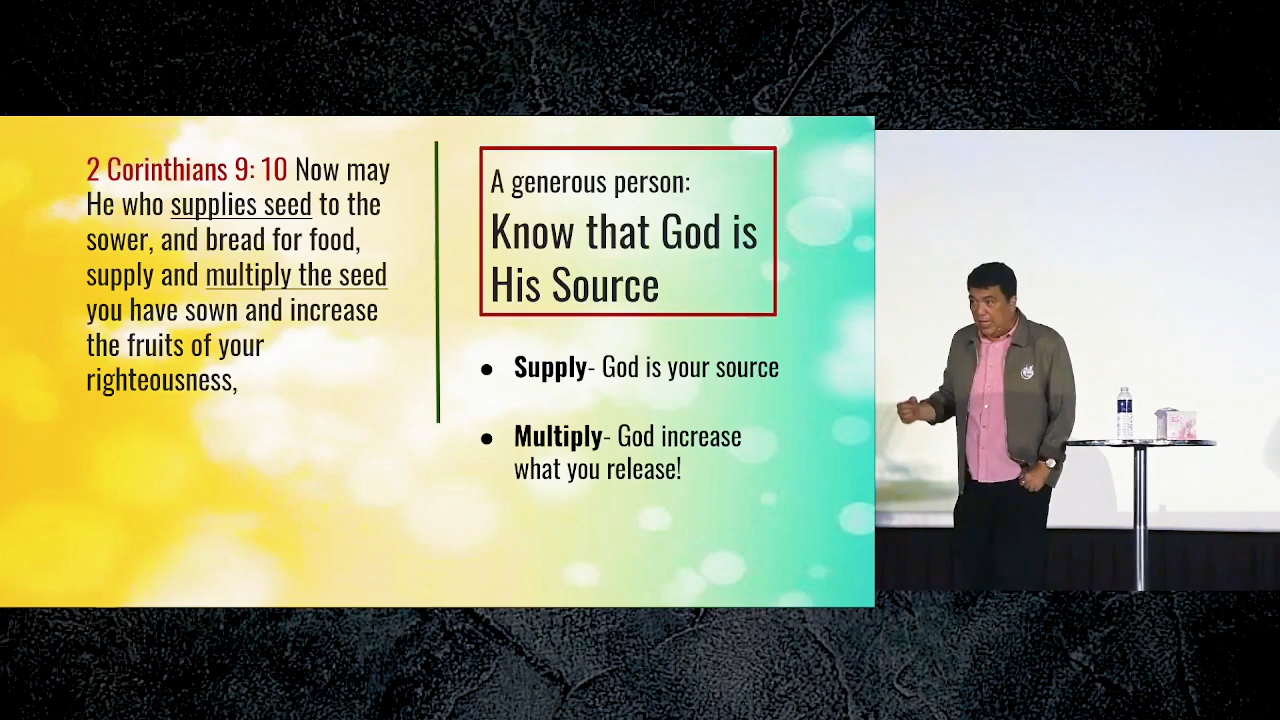 2 Corinthians 9: 10 Now may
He who supplies seed to the
sower, and bread for food,
supply and multiply the seed
you have sown and increase
the fruits of your
righteousness,
A generous person:
Know that God is
His Source
● Supply- God is your source
● Multiply- God increase
what you release!